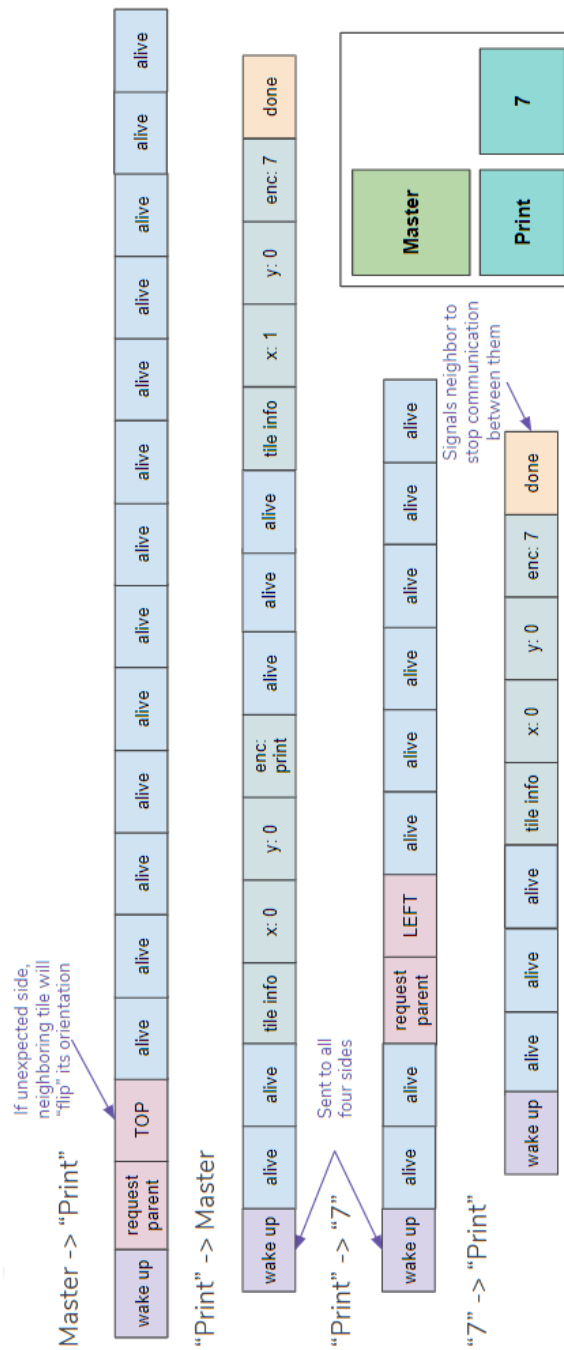 If unexpected side,
neighboring tile will
"flip" its orientation
Master -> "Print"
wake up
request
parent
TOP
alive
alive
alive
alive
alive
alive
alive
alive
alive
alive
alive
alive
alive
"Print" -> Master
wake up
alive
alive
tile info
x: 0
y: 0
enc:
print
alive
alive
alive
tile info
x: 1
y: 0
enc: 7
done
Sent to all
four sides
"Print" -> "7"
wake up
alive
alive
request
parent
LEFT
alive
alive
alive
alive
alive
alive
Signals neighbor to
stop communication
between them
"7" -> "Print"
wake up
alive
alive
alive
tile info
x: 0
y: 0
enc: 7
done
Master
Print
7